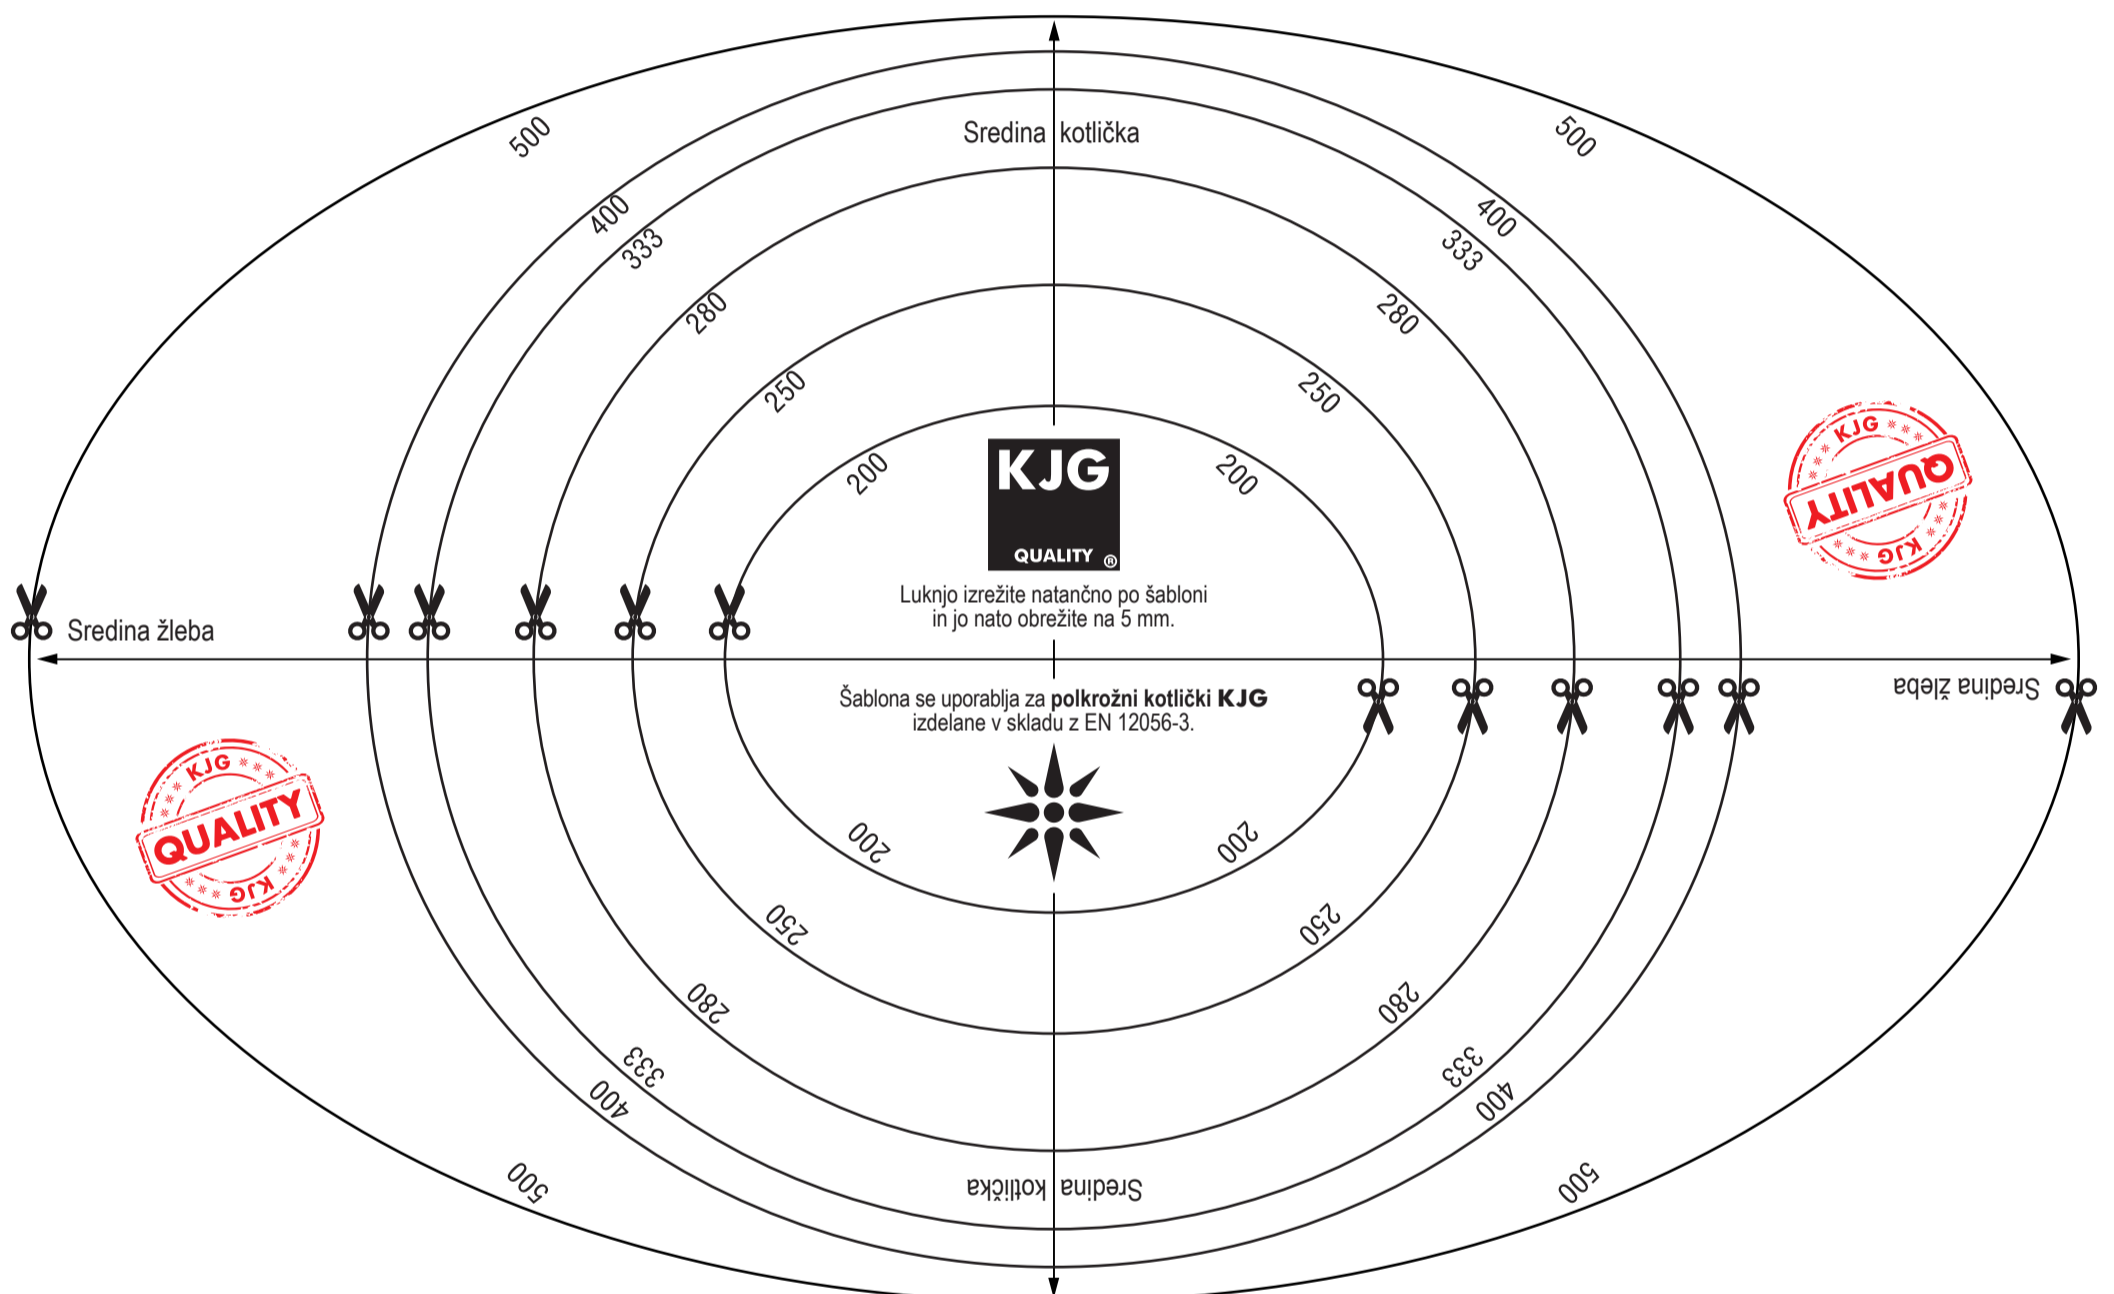 500
500
Sredina kotlička
400
400
333
333
280
280
250
250
200
200
KJG
QUALITY ®
Luknjo izrežite natančno po šabloni
in jo nato obrežite na 5 mm.
KJG
QUALITY
KJG
Sredina žleba
Sredina žleba
Šablona se uporablja za polkrožni kotlički KJG
izdelane v skladu z EN 12056-3.
KJG
QUALITY
KJG
200
200
250
250
280
280
333
333
400
400
Sredina kotlička
500
500